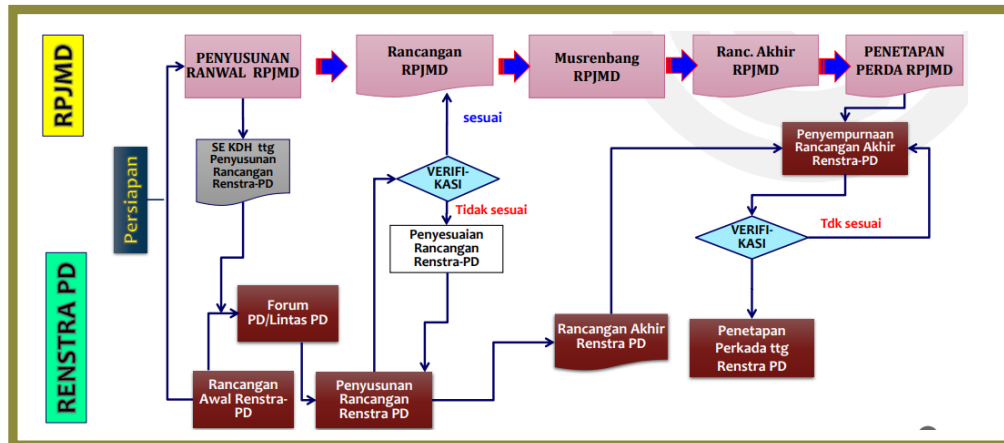 RPJMD
PENYUSUNAN
RANWAL RPJMD
Rancangan
RPJMD
Musrenbang
RPJMD
Ranc. Akhir
RPJMD
PENETAPAN
PERDA RPJMD
SE KDH ttg
Penyusunan
Rancangan
Renstra-PD
sesuai
Penyempurnaan
Rancangan Akhir
Renstra-PD
Persiapan
VERIFI-
KASI
Tidak sesuai
Penyesuaian
Rancangan
Renstra-PD
VERIFI-
KASI
Tdk sesuai
RENSTRA PD
Forum
PD/Lintas PD
Rancangan Akhir
Renstra PD
Penetapan
Perkada ttg
Renstra PD
Rancangan
Awal Renstra-
PD
Penyusunan
Rancangan
Renstra PD